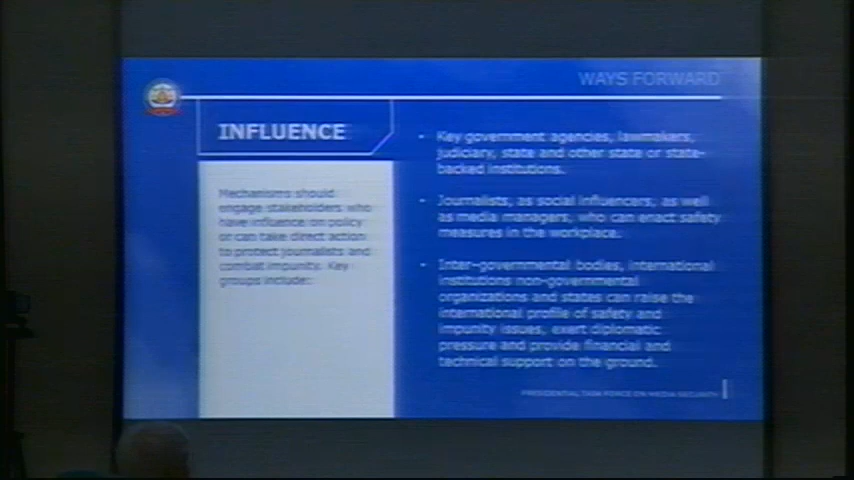 WAYS FORWARD
INFLUENCE
Mechanisms should
engage stakeholders who
have influence on policy
or can take direct action
to protect journalists and
combat impunity. Key
groups include:
- Key government agencies, lawmakers,
judiciary, state and other state or state-
backed institutions.
- Journalists, as social influencers, as well
as media managers, who can enact safety
measures in the workplace.
- Inter-governmental bodies, international
institutions non-governmental
organizations and states can raise the
international profile of safety and
impunity issues, exert diplomatic
pressure and provide financial and
technical support on the ground.
PRESIDENTIAL TASK FORCE ON MEDIA SECURITY